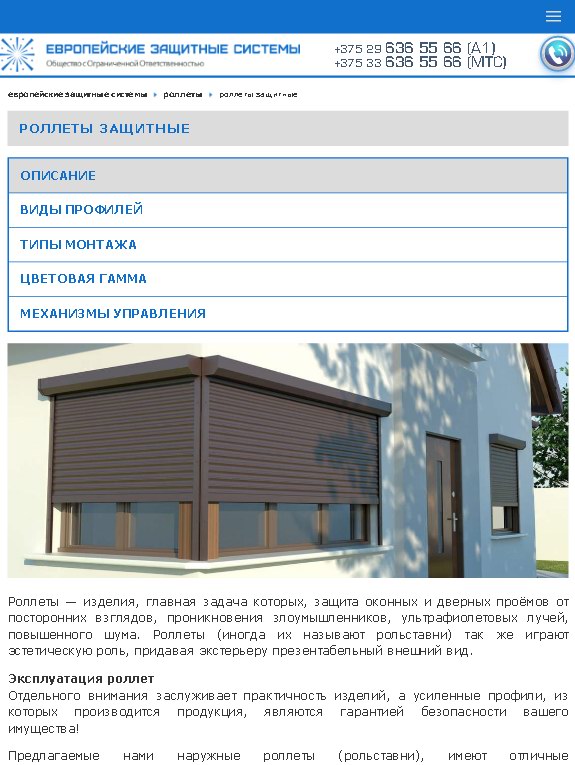 ЕВРОПЕЙСКИЕ ЗАЩИТНЫЕ СИСТЕМЫ
Общество с Ограниченной Ответственностью
+375 29 636 55 66 (А1)
+375 33 636 55 66 (МТС)
европейские защитные системы роллеты роллеты защитные
РОЛЛЕТЫ ЗАЩИТНЫЕ
ОПИСАНИЕ
ВИДЫ ПРОФИЛЕЙ
ТИПЫ МОНТАЖА
ЦВЕТОВАЯ ГАММА
МЕХАНИЗМЫ УПРАВЛЕНИЯ
Роллеты — изделия, главная задача которых, защита оконных и дверных проёмов от
посторонних взглядов, проникновения злоумышленников, ультрафиолетовых лучей,
повышенного шума. Роллеты (иногда их называют рольставни) так же играют
эстетическую роль, придавая экстерьеру презентабельный внешний вид.
Эксплуатация роллет
Отдельного внимания заслуживает практичность изделий, а усиленные профили, из
которых производится продукция, являются гарантией безопасности вашего
имущества!
Предлагаемые нами наружные роллеты (рольставни), имеют отличные